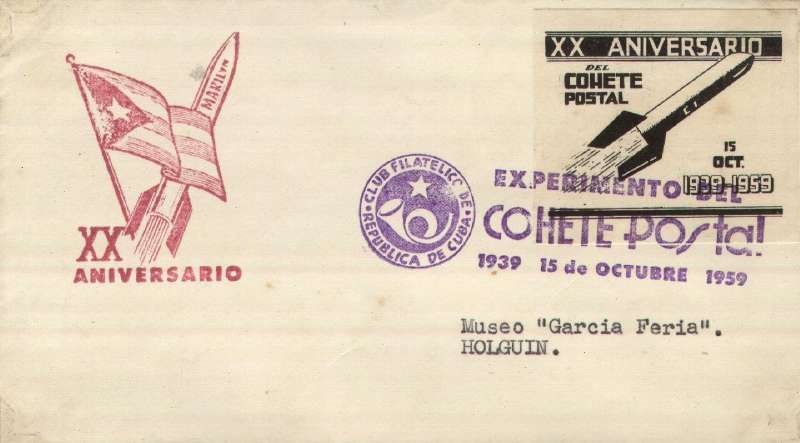 MARILYN
XX
ANIVERSARIO
XX ANIVERSARIO
DEL
COHETE
POSTAL
C.I
15
OCT.
1939-1959
CLUB FILATELICO DE
REPUBLICA DE CUBA
EXPERIMENTO DEL
COHETE Postal
1939 15 de OCTUBRE 1959
Museo "Garcia Feria".
HOLGUIN.